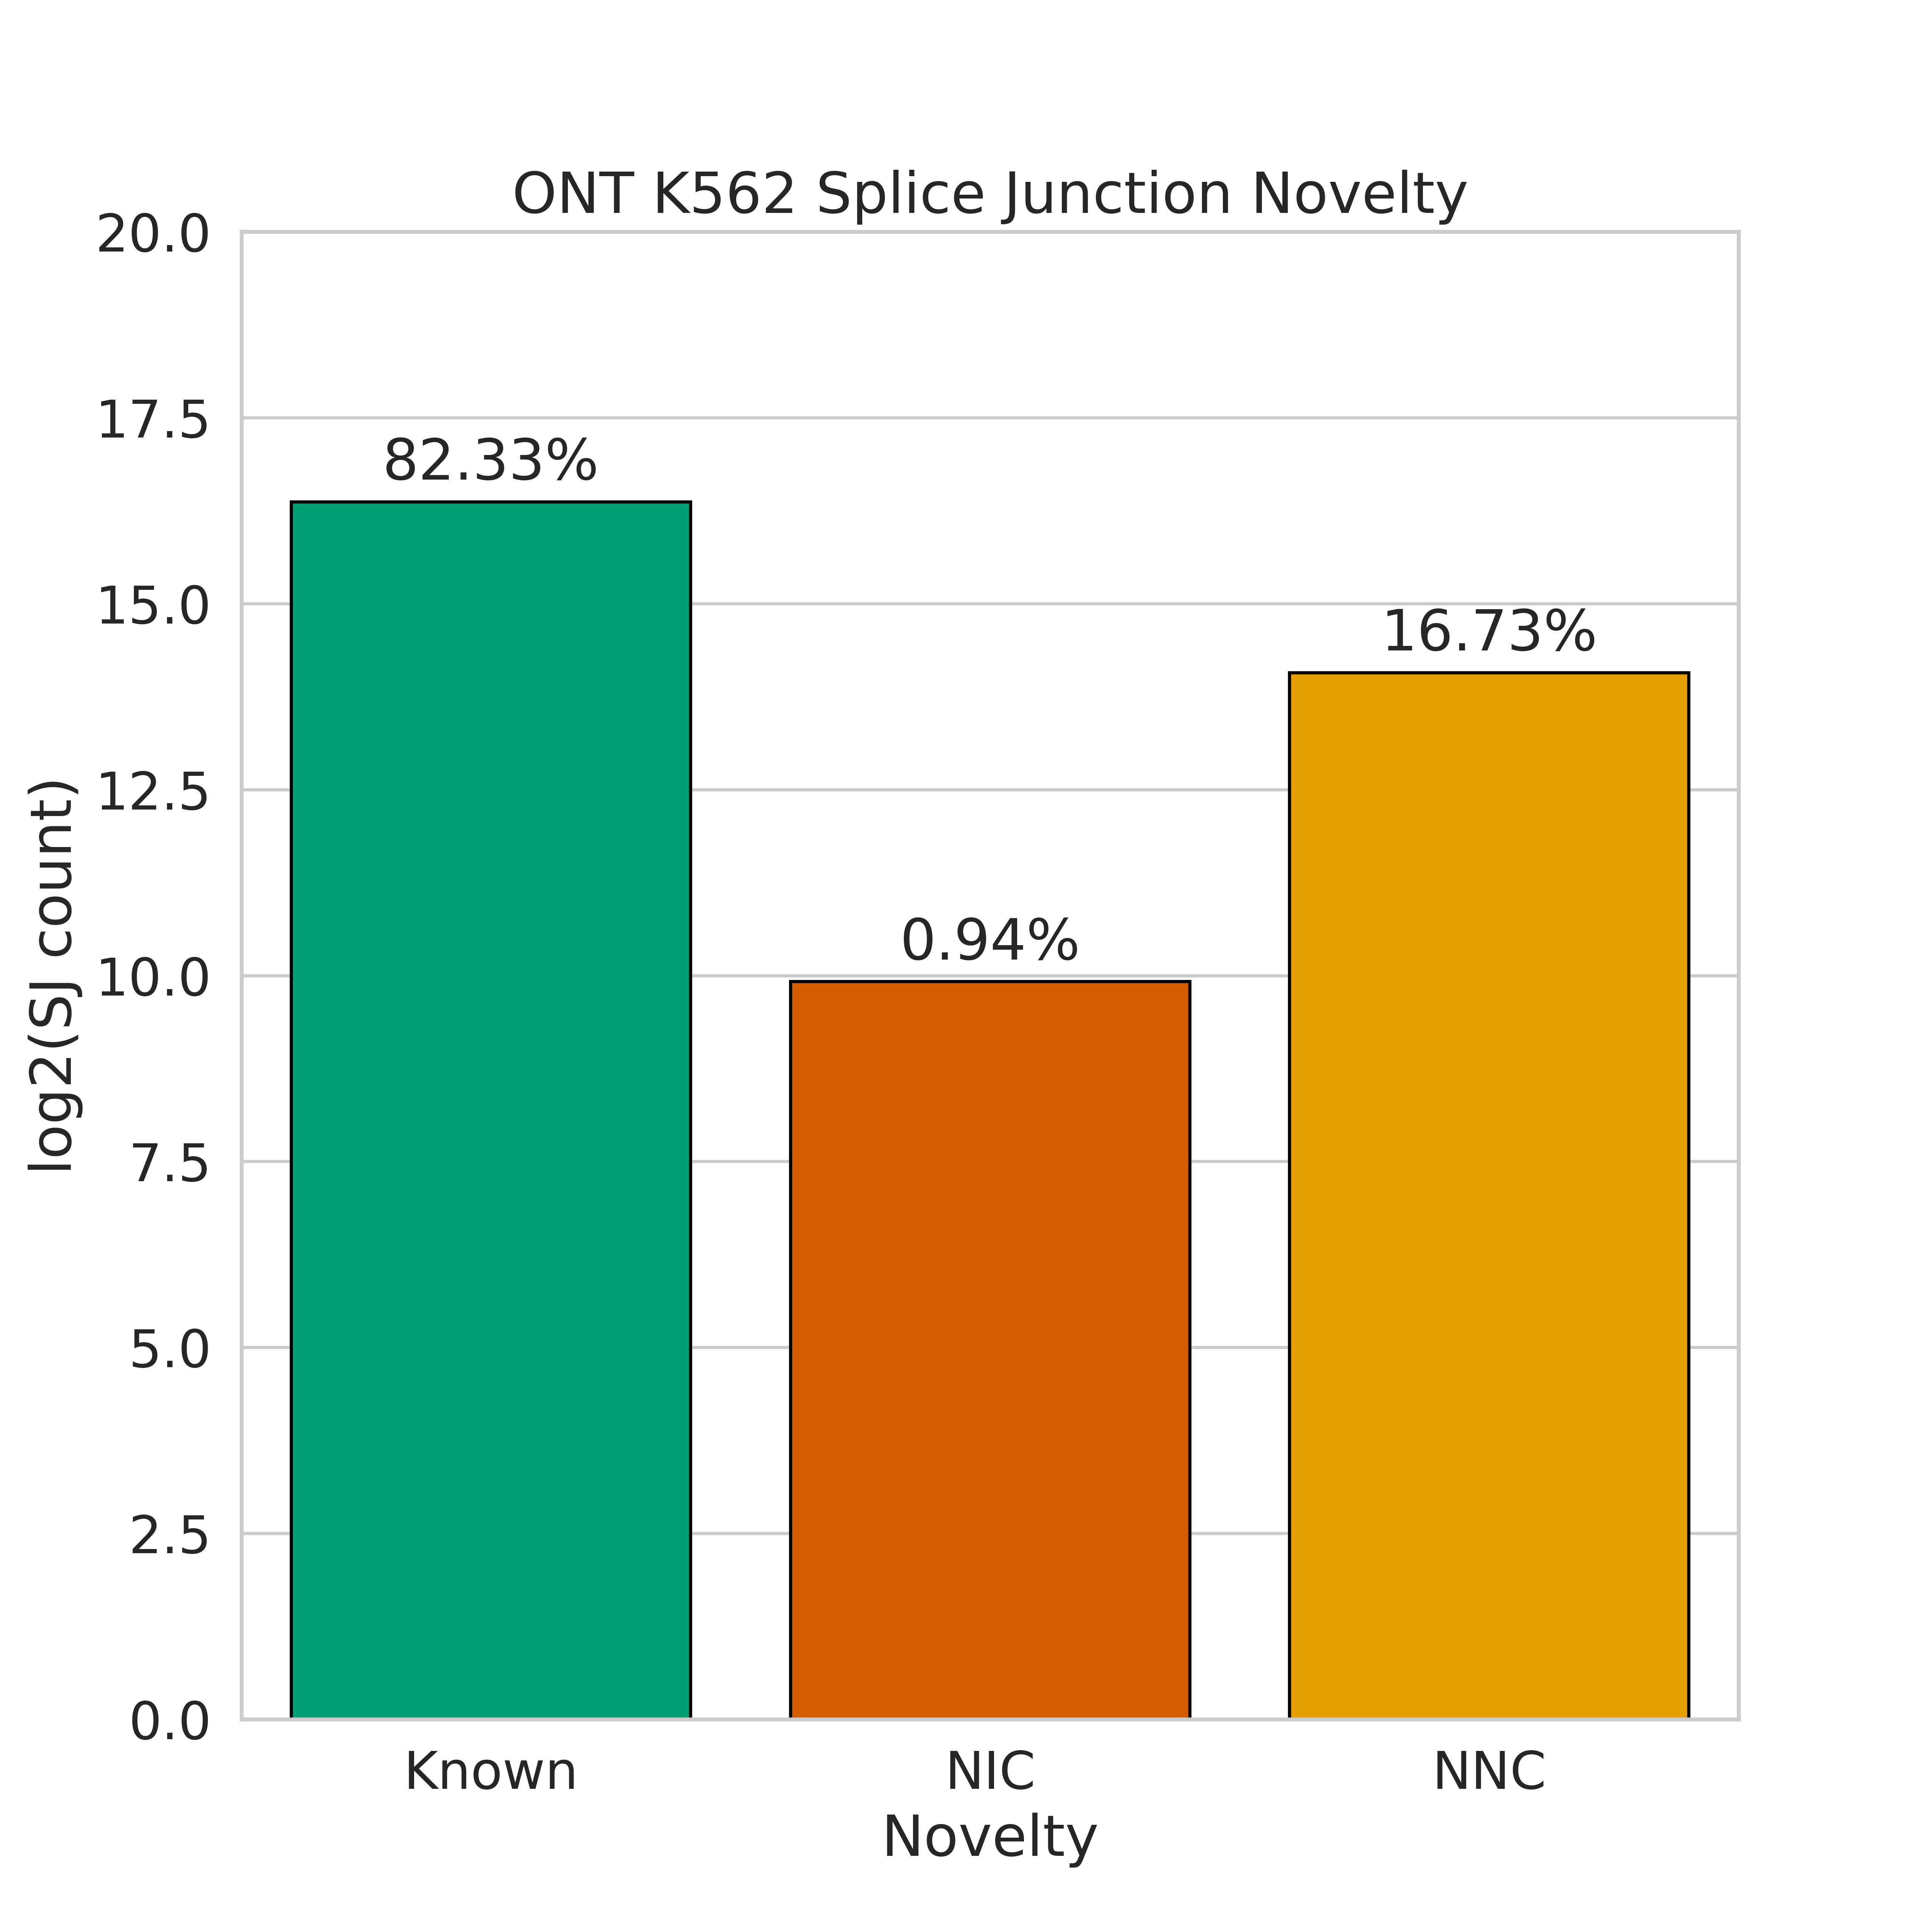 ONT K562 Splice Junction Novelty
20.0
17.5
15.0
12.5
10.0
7.5
5.0
2.5
0.0
log2(SJ count)
82.33%
0.94%
16.73%
Known
NIC
NNC
Novelty